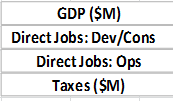 GDP ($M)
Direct Jobs: Dev/Cons
Direct Jobs: Ops
Taxes ($M)